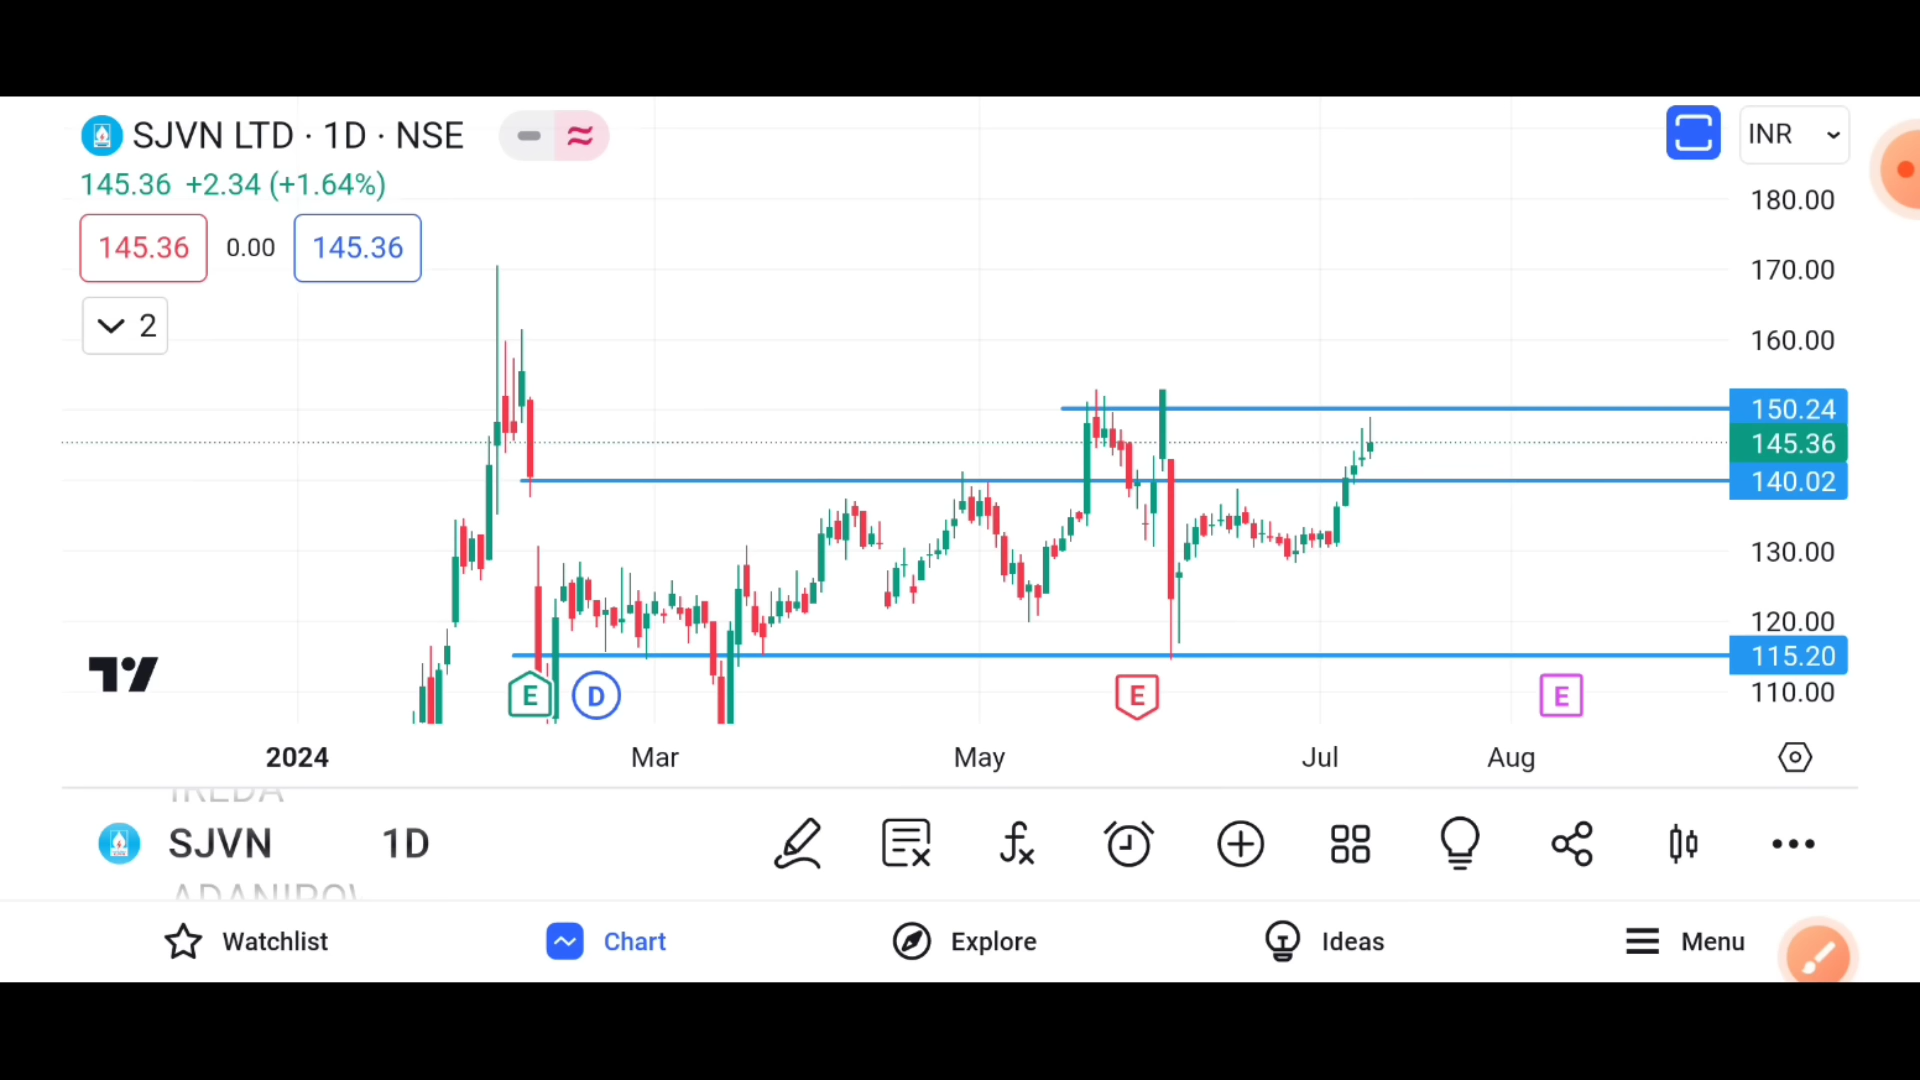 SJVN LTD · 1D · NSE
INR
145.36 +2.34 (+1.64%)
145.36 0.00 145.36
2
180.00
170.00
160.00
150.24
145.36
140.02
130.00
120.00
115.20
110.00
E D E E
2024 Mar May Jul Aug
IREDA
SJVN 1D
Watchlist Chart Explore Ideas Menu